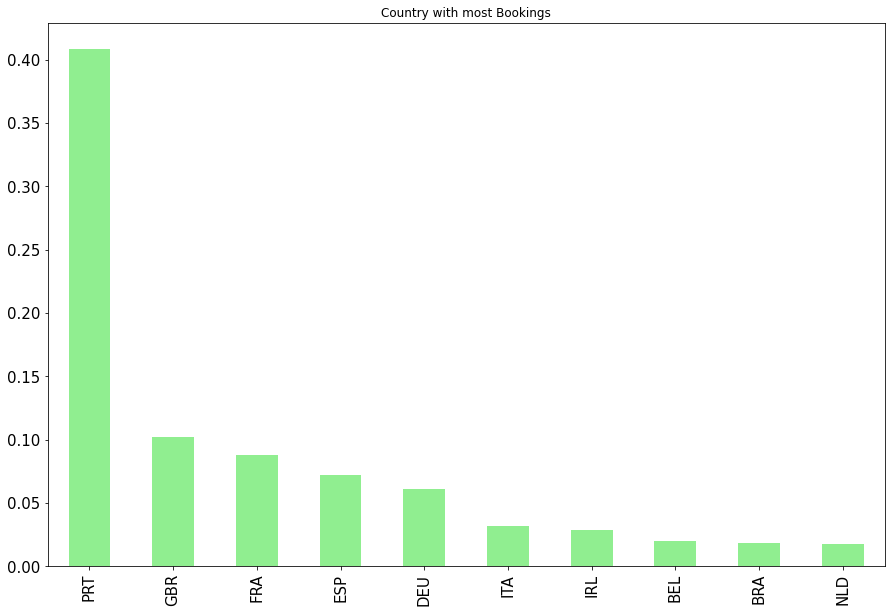 Country with most Bookings
0.40
0.35
0.30
0.25
0.20
0.15
0.10
0.05
0.00
PRT
GBR
FRA
ESP
DEU
ITA
IRL
BEL
BRA
NLD